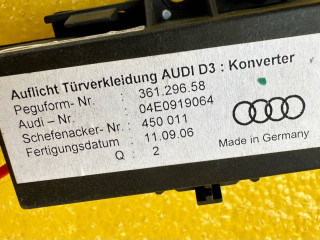 Auflicht Türverkleidung AUDI D3 : Konverter
Peguform- Nr. : 361.296.58
Audi – Nr. : 04E0919064
Schefenacker- Nr. : 450 011
Fertigungsdatum : 11.09.06
Q : 2
Made in Germany